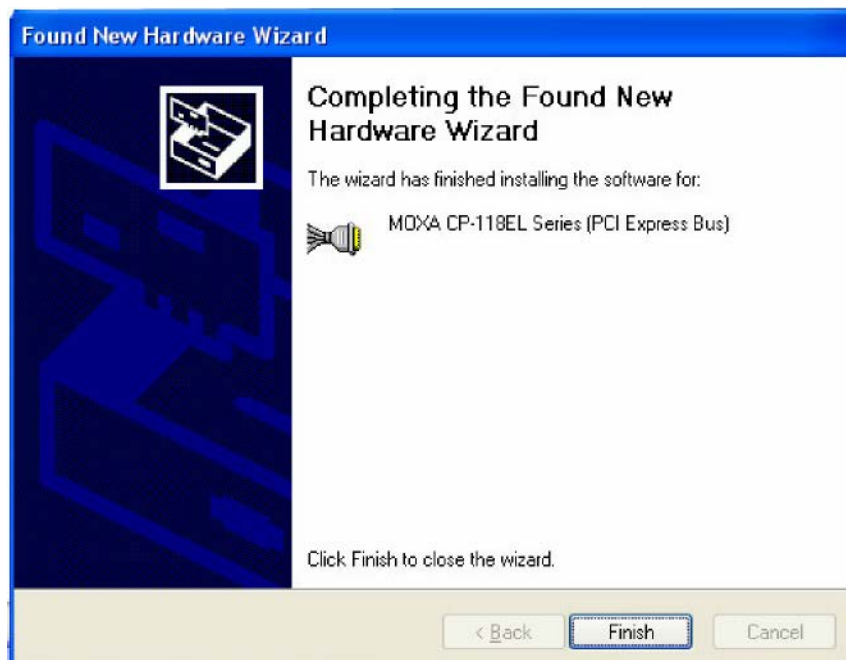 Found New Hardware Wizard
Completing the Found New
Hardware Wizard
The wizard has finished installing the software for:
MOXA CP-118EL Series (PCI Express Bus)
Click Finish to close the wizard.
< Back Finish Cancel